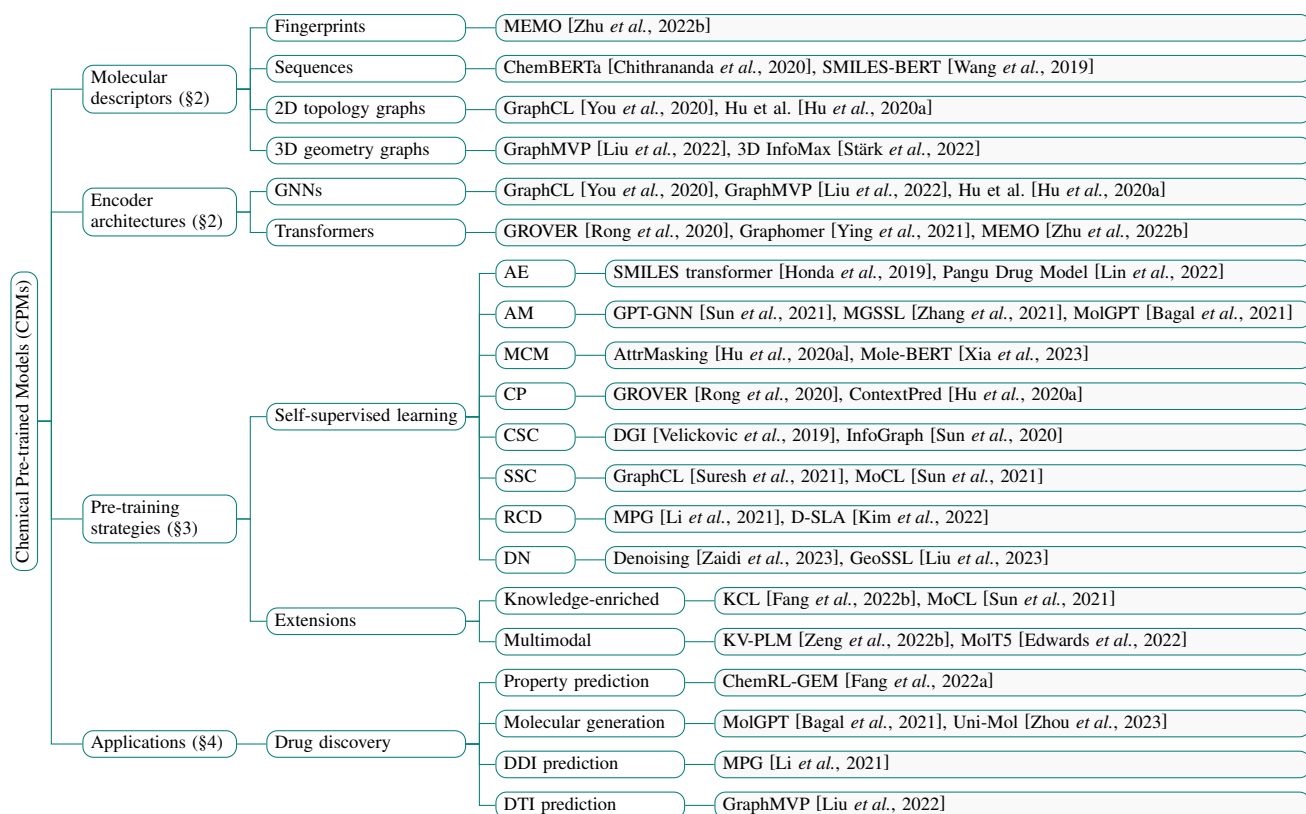 Chemical Pre-trained Models (CPMs)
Molecular
descriptors (§2)
Fingerprints
MEMO [Zhu et al., 2022b]
Sequences
ChemBERTa [Chithrananda et al., 2020], SMILES-BERT [Wang et al., 2019]
2D topology graphs
GraphCL [You et al., 2020], Hu et al. [Hu et al., 2020a]
3D geometry graphs
GraphMVP [Liu et al., 2022], 3D InfoMax [Stärk et al., 2022]
Encoder
architectures (§2)
GNNs
GraphCL [You et al., 2020], GraphMVP [Liu et al., 2022], Hu et al. [Hu et al., 2020a]
Transformers
GROVER [Rong et al., 2020], Graphomer [Ying et al., 2021], MEMO [Zhu et al., 2022b]
Pre-training
strategies (§3)
Self-supervised learning
AE
SMILES transformer [Honda et al., 2019], Pangu Drug Model [Lin et al., 2022]
AM
GPT-GNN [Sun et al., 2021], MGSSL [Zhang et al., 2021], MolGPT [Bagal et al., 2021]
MCM
AttrMasking [Hu et al., 2020a], Mole-BERT [Xia et al., 2023]
CP
GROVER [Rong et al., 2020], ContextPred [Hu et al., 2020a]
CSC
DGI [Velickovic et al., 2019], InfoGraph [Sun et al., 2020]
SSC
GraphCL [Suresh et al., 2021], MoCL [Sun et al., 2021]
RCD
MPG [Li et al., 2021], D-SLA [Kim et al., 2022]
DN
Denoising [Zaidi et al., 2023], GeoSSL [Liu et al., 2023]
Extensions
Knowledge-enriched
KCL [Fang et al., 2022b], MoCL [Sun et al., 2021]
Multimodal
KV-PLM [Zeng et al., 2022b], MolT5 [Edwards et al., 2022]
Applications (§4)
Drug discovery
Property prediction
ChemRL-GEM [Fang et al., 2022a]
Molecular generation
MolGPT [Bagal et al., 2021], Uni-Mol [Zhou et al., 2023]
DDI prediction
MPG [Li et al., 2021]
DTI prediction
GraphMVP [Liu et al., 2022]